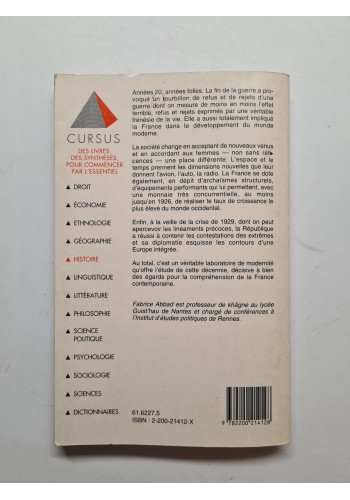 CURSUS
DES LIVRES,
DES SYNTHÈSES,
POUR COMMENCER
PAR L'ESSENTIEL
▲ DROIT
▲ ÉCONOMIE
▲ ETHNOLOGIE
▲ GÉOGRAPHIE
▲ HISTOIRE
▲ LINGUISTIQUE
▲ LITTÉRATURE
▲ PHILOSOPHIE
▲ SCIENCE
POLITIQUE
▲ PSYCHOLOGIE
▲ SOCIOLOGIE
▲ SCIENCES
▲ DICTIONNAIRES
Années 20, années folles. La fin de la guerre a pro-
voqué un tourbillon de refus et de rejets d'une
guerre dont on mesure de moins en moins l'effet
terrible, refus et rejets exprimés par une véritable
frénésie de la vie. Elle a aussi totalement impliqué
la France dans le développement du monde
moderne.
La société change en acceptant de nouveaux venus
et en accordant aux femmes — non sans réti-
cences — une place différente. L'espace et le
temps prennent les dimensions nouvelles que leur
donnent l'avion, l'auto, la radio. La France se dote
également, en dépit d'archaïsmes structurels,
d'équipements performants qui lui permettent, avec
une monnaie très concurrentielle, au moins
jusqu'en 1926, de réaliser le taux de croissance le
plus élevé du monde occidental.
Enfin, à la veille de la crise de 1929, dont on peut
apercevoir les linéaments précoces, la République
a réussi à contenir les contestations des extrêmes
et sa diplomatie esquisse les contours d'une
Europe intégrée.
Au total, c'est un véritable laboratoire de modernité
qu'offre l'étude de cette décennie, décisive à bien
des égards pour la compréhension de la France
contemporaine.
Fabrice Abbad est professeur de khâgne au lycée
Guist'hau de Nantes et chargé de conférences à
l'Institut d'études politiques de Rennes.
61.6227.5
ISBN : 2-200-21412-X
9 782200 214128